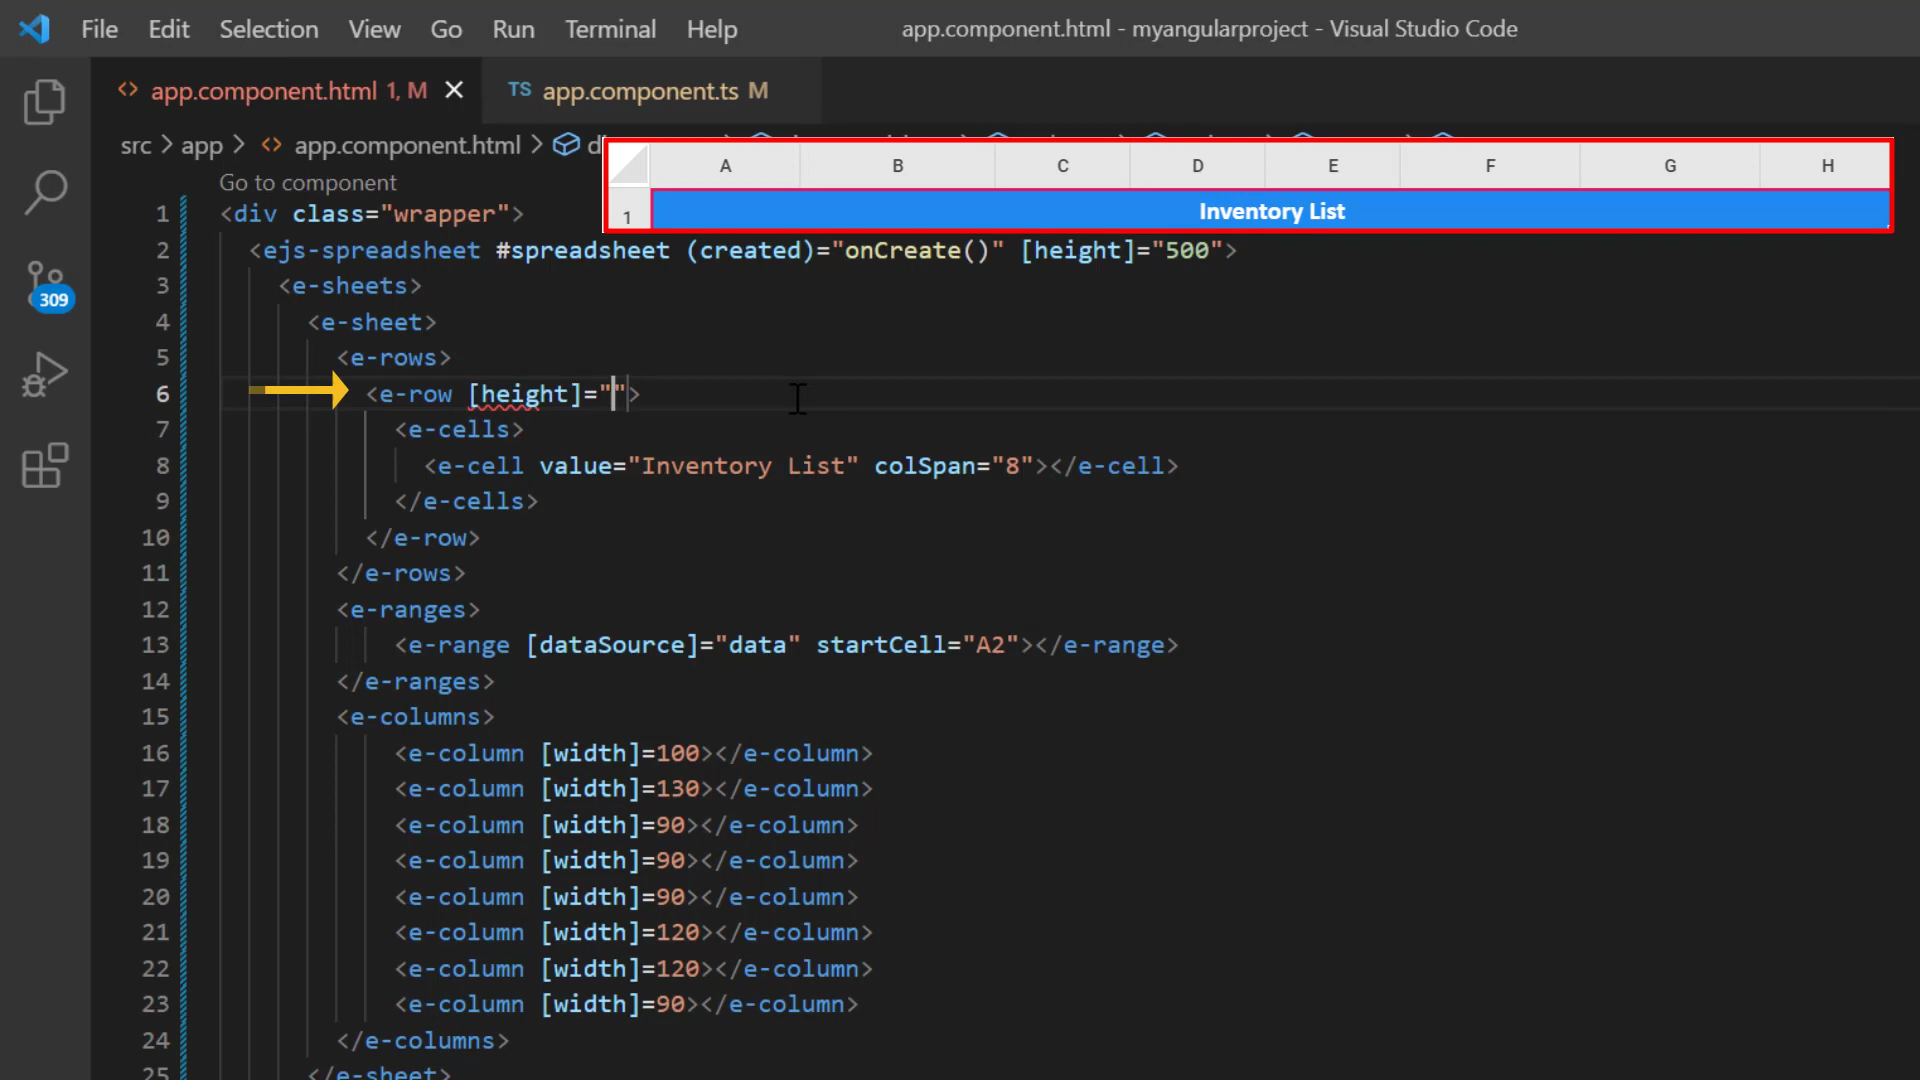 File Edit Selection View Go Run Terminal Help app.component.html - myangularproject - Visual Studio Code
app.component.html 1, M TS app.component.ts M
src > app > app.component.html >
A B C D E F G H
1 Inventory List
Go to component
1 <div class="wrapper">
2 <ejs-spreadsheet #spreadsheet (created)="onCreate()" [height]="500">
3 <e-sheets>
4 <e-sheet>
5 <e-rows>
6 <e-row [height]="">
7 <e-cells>
8 <e-cell value="Inventory List" colSpan="8"></e-cell>
9 </e-cells>
10 </e-row>
11 </e-rows>
12 <e-ranges>
13 <e-range [dataSource]="data" startCell="A2"></e-range>
14 </e-ranges>
15 <e-columns>
16 <e-column [width]=100></e-column>
17 <e-column [width]=130></e-column>
18 <e-column [width]=90></e-column>
19 <e-column [width]=90></e-column>
20 <e-column [width]=90></e-column>
21 <e-column [width]=120></e-column>
22 <e-column [width]=120></e-column>
23 <e-column [width]=90></e-column>
24 </e-columns>
25 </e-sheet>
309